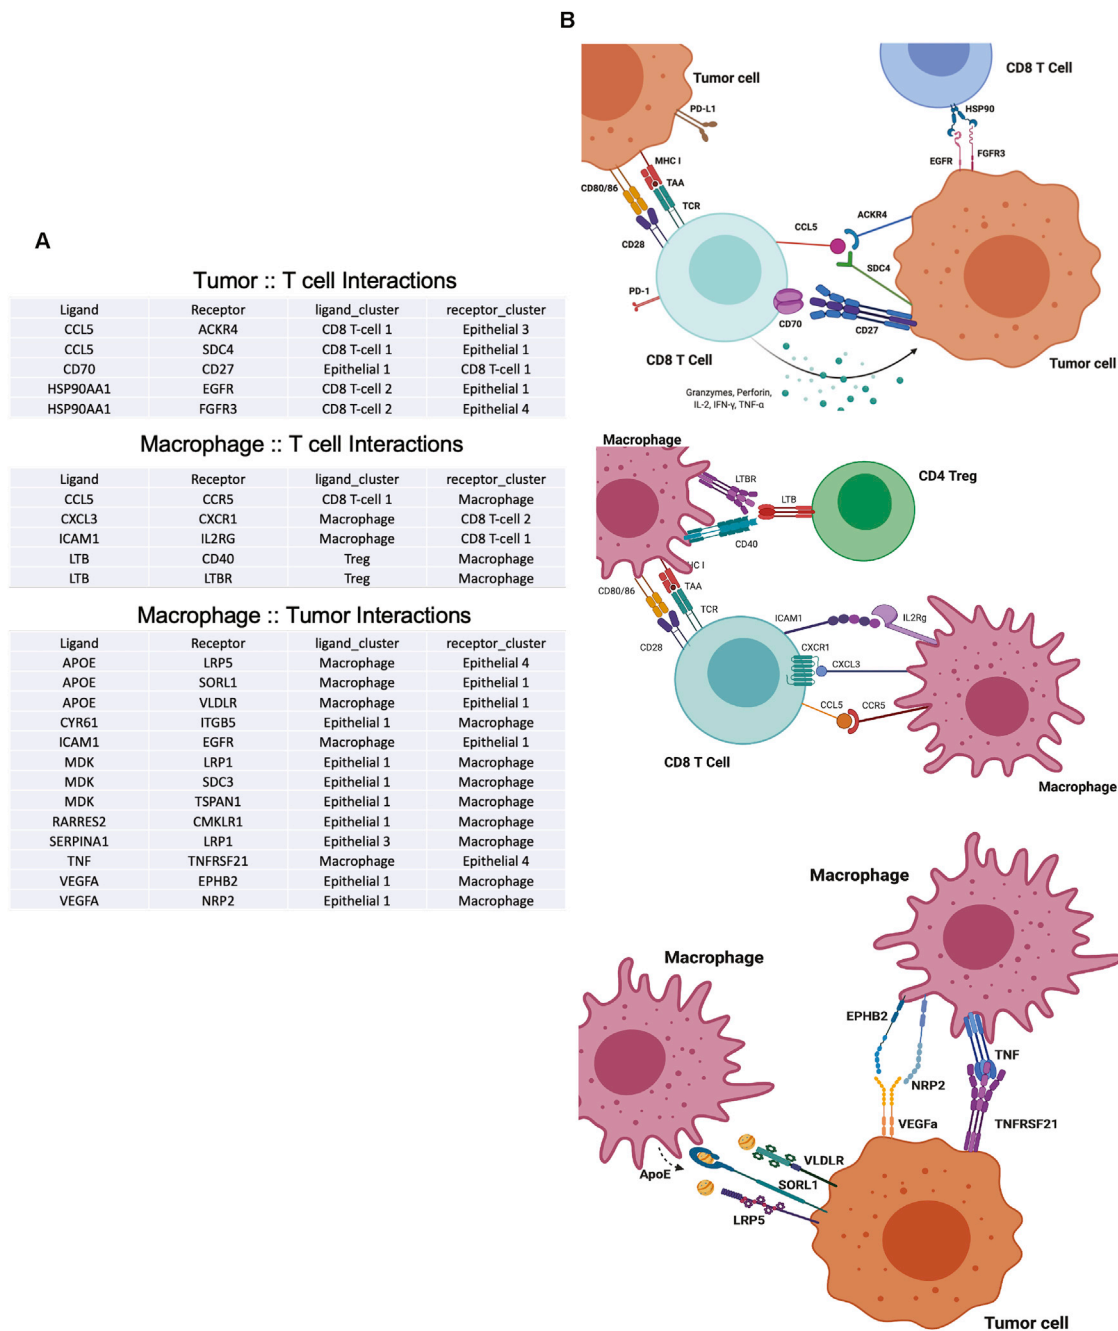 A
Tumor :: T cell Interactions
Ligand Receptor ligand_cluster receptor_cluster
CCL5 ACKR4 CD8 T-cell 1 Epithelial 3
CCL5 SDC4 CD8 T-cell 1 Epithelial 1
CD70 CD27 Epithelial 1 CD8 T-cell 1
HSP90AA1 EGFR CD8 T-cell 2 Epithelial 1
HSP90AA1 FGFR3 CD8 T-cell 2 Epithelial 4
Macrophage :: T cell Interactions
Ligand Receptor ligand_cluster receptor_cluster
CCL5 CCR5 CD8 T-cell 1 Macrophage
CXCL3 CXCR1 Macrophage CD8 T-cell 2
ICAM1 IL2RG Macrophage CD8 T-cell 1
LTB CD40 Treg Macrophage
LTB LTBR Treg Macrophage
Macrophage :: Tumor Interactions
Ligand Receptor ligand_cluster receptor_cluster
APOE LRP5 Macrophage Epithelial 4
APOE SORL1 Macrophage Epithelial 1
APOE VLDLR Macrophage Epithelial 1
CYR61 ITGB5 Epithelial 1 Macrophage
ICAM1 EGFR Macrophage Epithelial 1
MDK LRP1 Epithelial 1 Macrophage
MDK SDC3 Epithelial 1 Macrophage
MDK TSPAN1 Epithelial 1 Macrophage
RARRES2 CMKLR1 Epithelial 1 Macrophage
SERPINA1 LRP1 Epithelial 3 Macrophage
TNF TNFRSF21 Macrophage Epithelial 4
VEGFA EPHB2 Epithelial 1 Macrophage
VEGFA NRP2 Epithelial 1 Macrophage
B
Tumor cell
CD8 T Cell
PD-L1
HSP90
MHC I
EGFR
FGFR3
CD80/86
TAA
TCR
CD28
CCL5
ACKR4
SDC4
PD-1
CD70
CD27
CD8 T Cell
Tumor cell
Granzymes, Perforin,
IL-2, IFN-γ, TNF-α
Macrophage
LTBR
LTB
CD4 Treg
CD40
HC I
CD80/86
TAA
TCR
CD28
ICAM1
IL2Rg
CXCR1
CXCL3
CCL5
CCR5
CD8 T Cell
Macrophage
Macrophage
Macrophage
EPHB2
TNF
NRP2
VEGFa
TNFRSF21
ApoE
VLDLR
SORL1
LRP5
Tumor cell